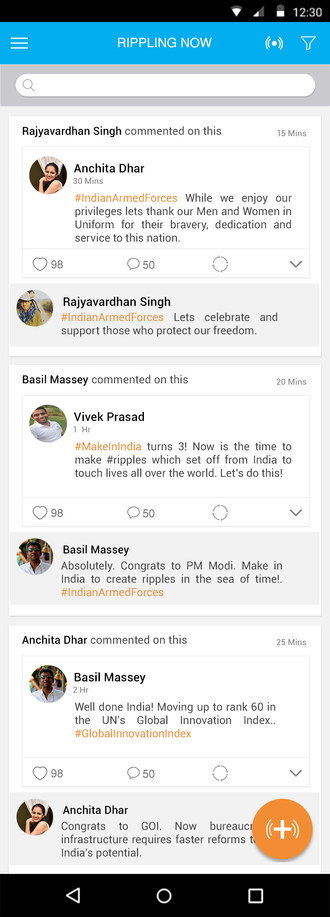 12:30
RIPPLING NOW
Rajyavardhan Singh commented on this
15 Mins
Anchita Dhar
30 Mins
#IndianArmedForces While we enjoy our
privileges lets thank our Men and Women in
Uniform for their bravery, dedication and
service to this nation.
98 50
Rajyavardhan Singh
#IndianArmedForces Lets celebrate and
support those who protect our freedom.
Basil Massey commented on this
20 Mins
Vivek Prasad
1 Hr
#MakeInIndia turns 3! Now is the time to
make #ripples which set off from India to
touch lives all over the world. Let's do this!
98 50
Basil Massey
Absolutely. Congrats to PM Modi. Make in
India to create ripples in the sea of time!.
#IndianArmedForces
Anchita Dhar commented on this
25 Mins
Basil Massey
2 Hr
Well done India! Moving up to rank 60 in
the UN's Global Innovation Index..
#GlobalInnovationIndex
98 50
Anchita Dhar
Congrats to GOI. Now
infrastructure requires faster reforms
India's potential.